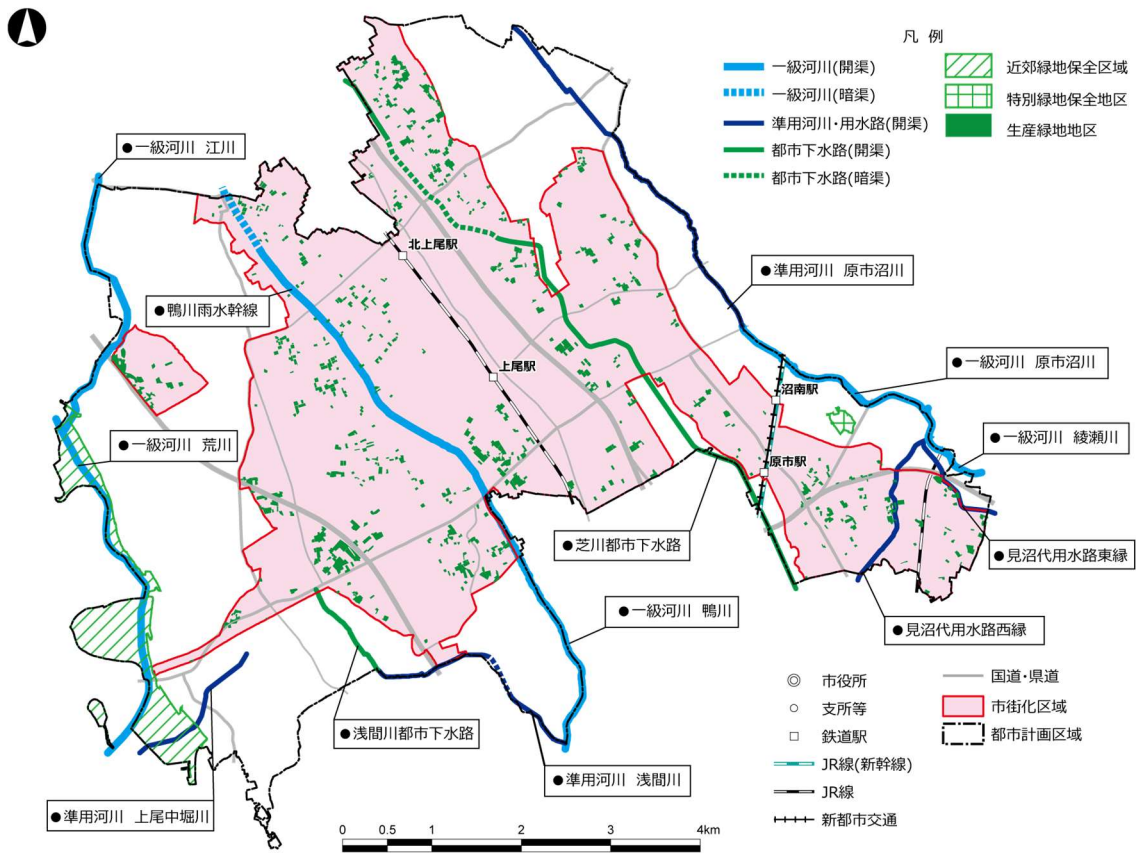 凡 例
一級河川(開渠)
一級河川(暗渠)
準用河川・用水路(開渠)
都市下水路(開渠)
都市下水路(暗渠)
近郊緑地保全区域
特別緑地保全地区
生産緑地地区
●一級河川 江川
北上尾駅
●準用河川 原市沼川
●鴨川雨水幹線
上尾駅
沼南駅
●一級河川 原市沼川
●一級河川 荒川
●一級河川 綾瀬川
原市駅
●芝川都市下水路
●見沼代用水路東縁
●一級河川 鴨川
●見沼代用水路西縁
●浅間川都市下水路
●準用河川 浅間川
●準用河川 上尾中堀川
市役所
支所等
鉄道駅
JR線(新幹線)
JR線
新都市交通
国道・県道
市街化区域
都市計画区域
0 0.5 1 2 3 4km